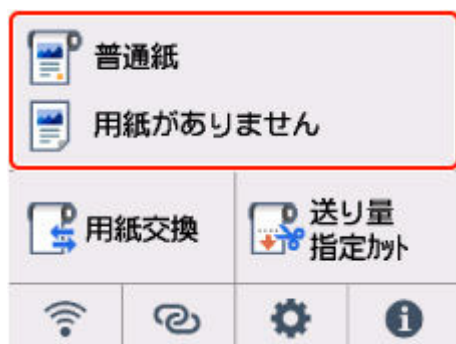 普通紙
用紙がありません
用紙交換
送り量
指定ｶｯﾄ